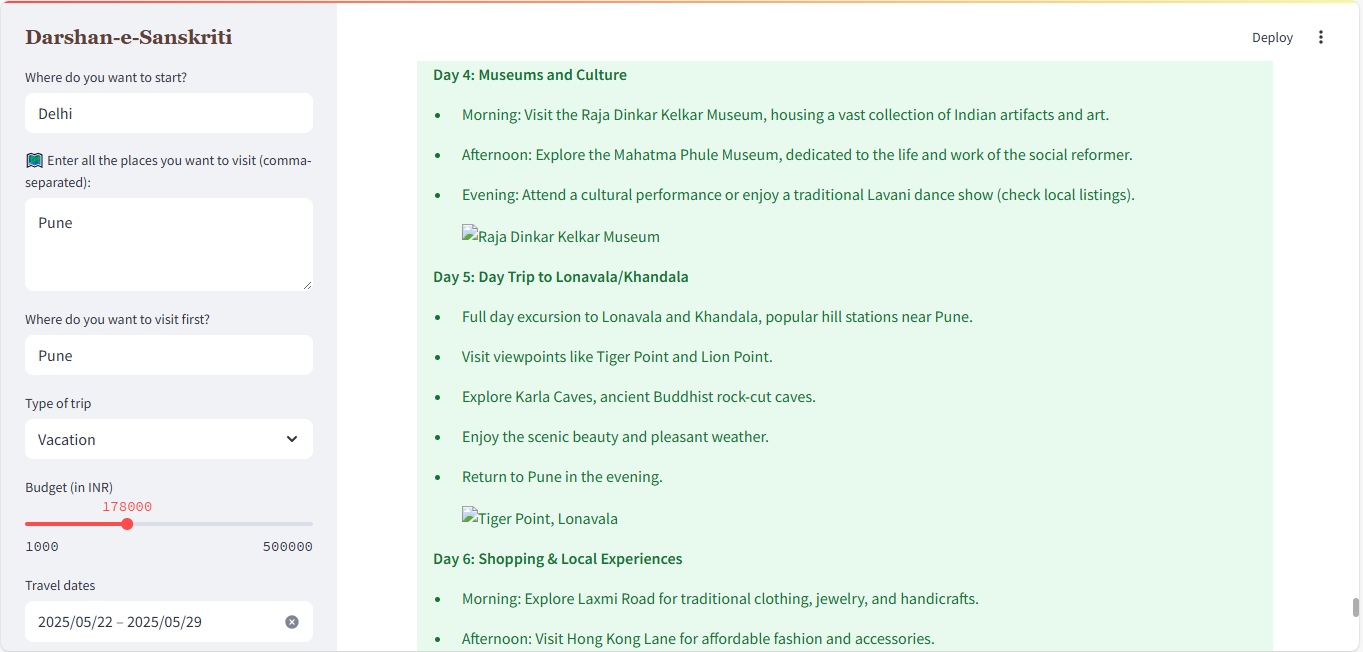 Darshan-e-Sanskriti
Where do you want to start?
Delhi
Enter all the places you want to visit (comma-
separated):
Pune
Where do you want to visit first?
Pune
Type of trip
Vacation
Budget (in INR)
178000
1000
500000
Travel dates
2025/05/22 – 2025/05/29
Deploy
Day 4: Museums and Culture
Morning: Visit the Raja Dinkar Kelkar Museum, housing a vast collection of Indian artifacts and art.
Afternoon: Explore the Mahatma Phule Museum, dedicated to the life and work of the social reformer.
Evening: Attend a cultural performance or enjoy a traditional Lavani dance show (check local listings).
Raja Dinkar Kelkar Museum
Day 5: Day Trip to Lonavala/Khandala
Full day excursion to Lonavala and Khandala, popular hill stations near Pune.
Visit viewpoints like Tiger Point and Lion Point.
Explore Karla Caves, ancient Buddhist rock-cut caves.
Enjoy the scenic beauty and pleasant weather.
Return to Pune in the evening.
Tiger Point, Lonavala
Day 6: Shopping & Local Experiences
Morning: Explore Laxmi Road for traditional clothing, jewelry, and handicrafts.
Afternoon: Visit Hong Kong Lane for affordable fashion and accessories.